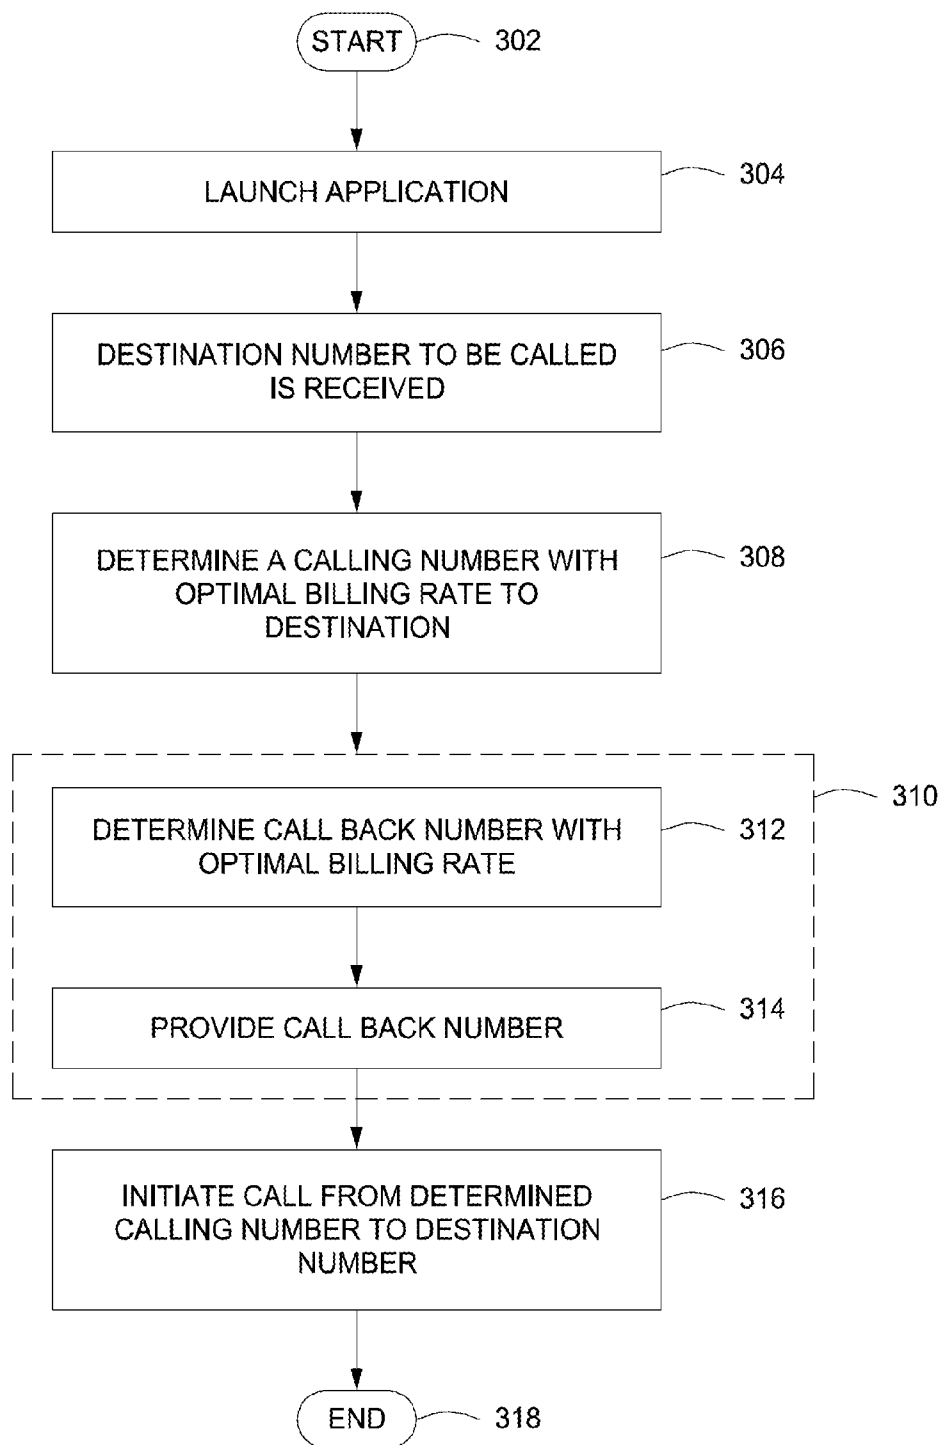 START
302
LAUNCH APPLICATION
304
DESTINATION NUMBER TO BE CALLED
IS RECEIVED
306
DETERMINE A CALLING NUMBER WITH
OPTIMAL BILLING RATE TO
DESTINATION
308
310
DETERMINE CALL BACK NUMBER WITH
OPTIMAL BILLING RATE
312
PROVIDE CALL BACK NUMBER
314
INITIATE CALL FROM DETERMINED
CALLING NUMBER TO DESTINATION
NUMBER
316
END
318